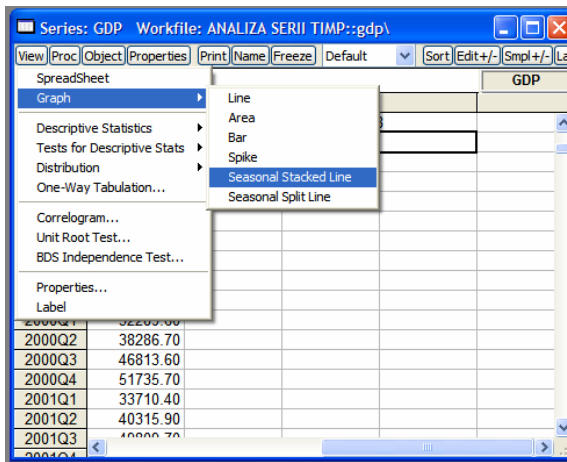 Series: GDP Workfile: ANALIZA SERII TIMP::gdp\
View Proc Object Properties Print Name Freeze Default Sort Edit+/- Smpl+/-
GDP
SpreadSheet
Graph
Line
Area
Bar
Spike
Seasonal Stacked Line
Seasonal Split Line
Descriptive Statistics
Tests for Descriptive Stats
Distribution
One-Way Tabulation...
Correlogram...
Unit Root Test...
BDS Independence Test...
Properties...
Label
2000Q2 38286.70
2000Q3 46813.60
2000Q4 51735.70
2001Q1 33710.40
2001Q2 40315.90
2001Q3